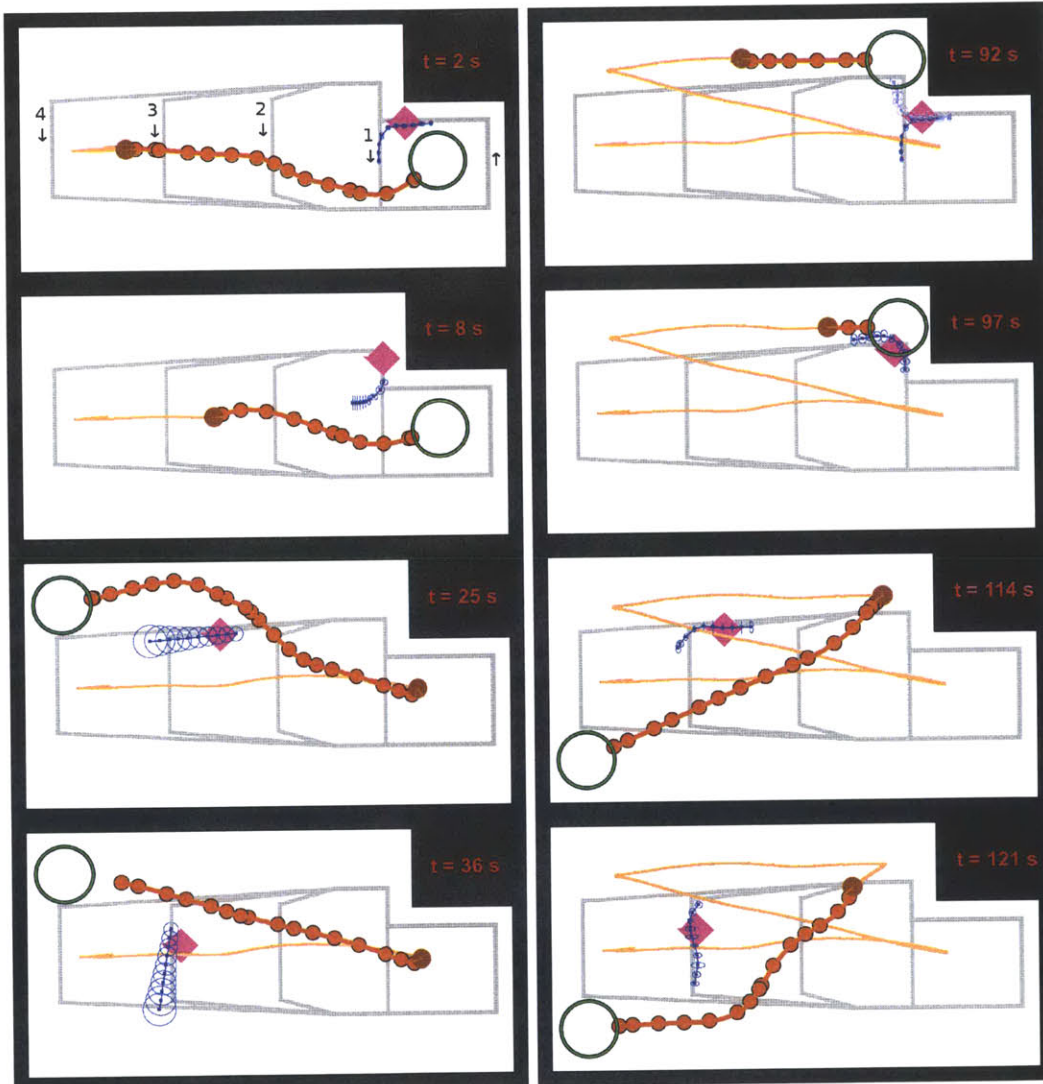 t = 2 s
4 3 2 1
↓ ↓ ↓ ↓ ↑
t = 8 s
t = 25 s
t = 36 s
t = 92 s
t = 97 s
t = 114 s
t = 121 s